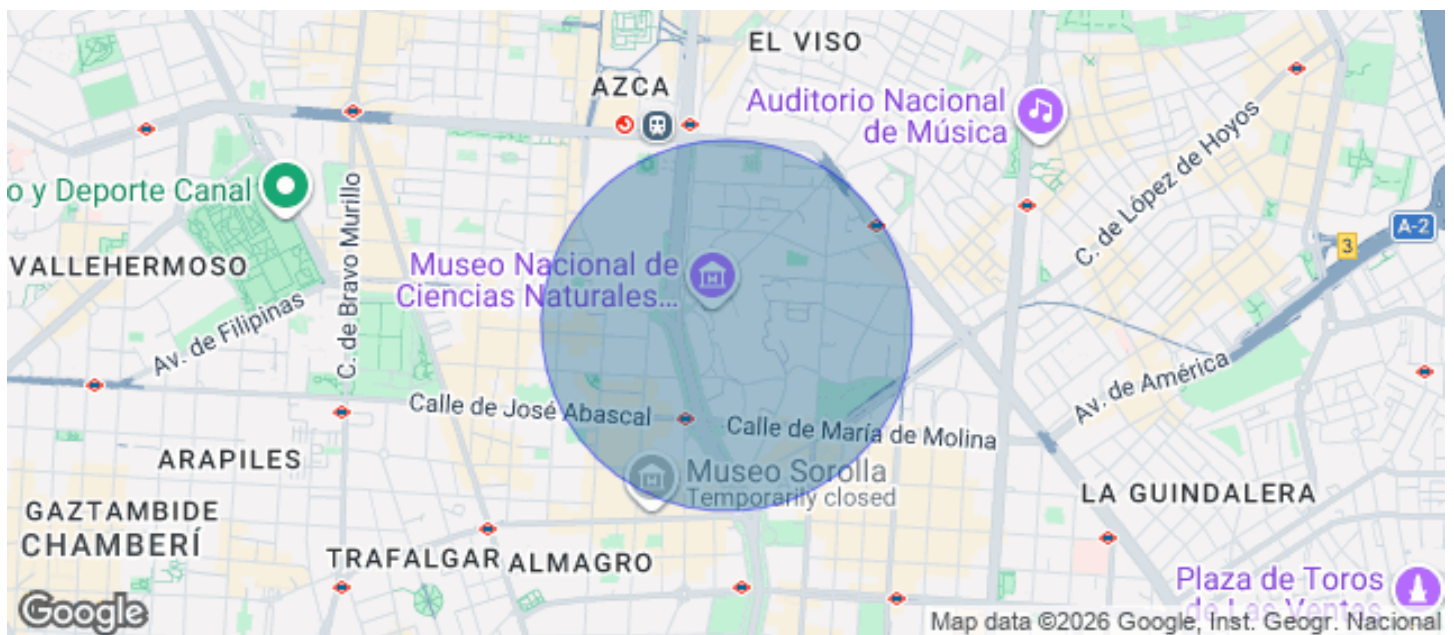 EL VISO
AZCA
Auditorio Nacional
de Música
C. de López de Hoyos
o y Deporte Canal
C. de Bravo Murillo
A-2
3
VALLEHERMOSO
Museo Nacional de
Ciencias Naturales...
Av. de Filipinas
Av. de América
Calle de José Abascal
Calle de María de Molina
ARAPILES
Museo Sorolla
Temporarily closed
LA GUINDALERA
GAZTAMBIDE
CHAMBERÍ
TRAFALGAR
ALMAGRO
Plaza de Toros
de Las Ventas
Google
Map data ©2026 Google, Inst. Geogr. Nacional